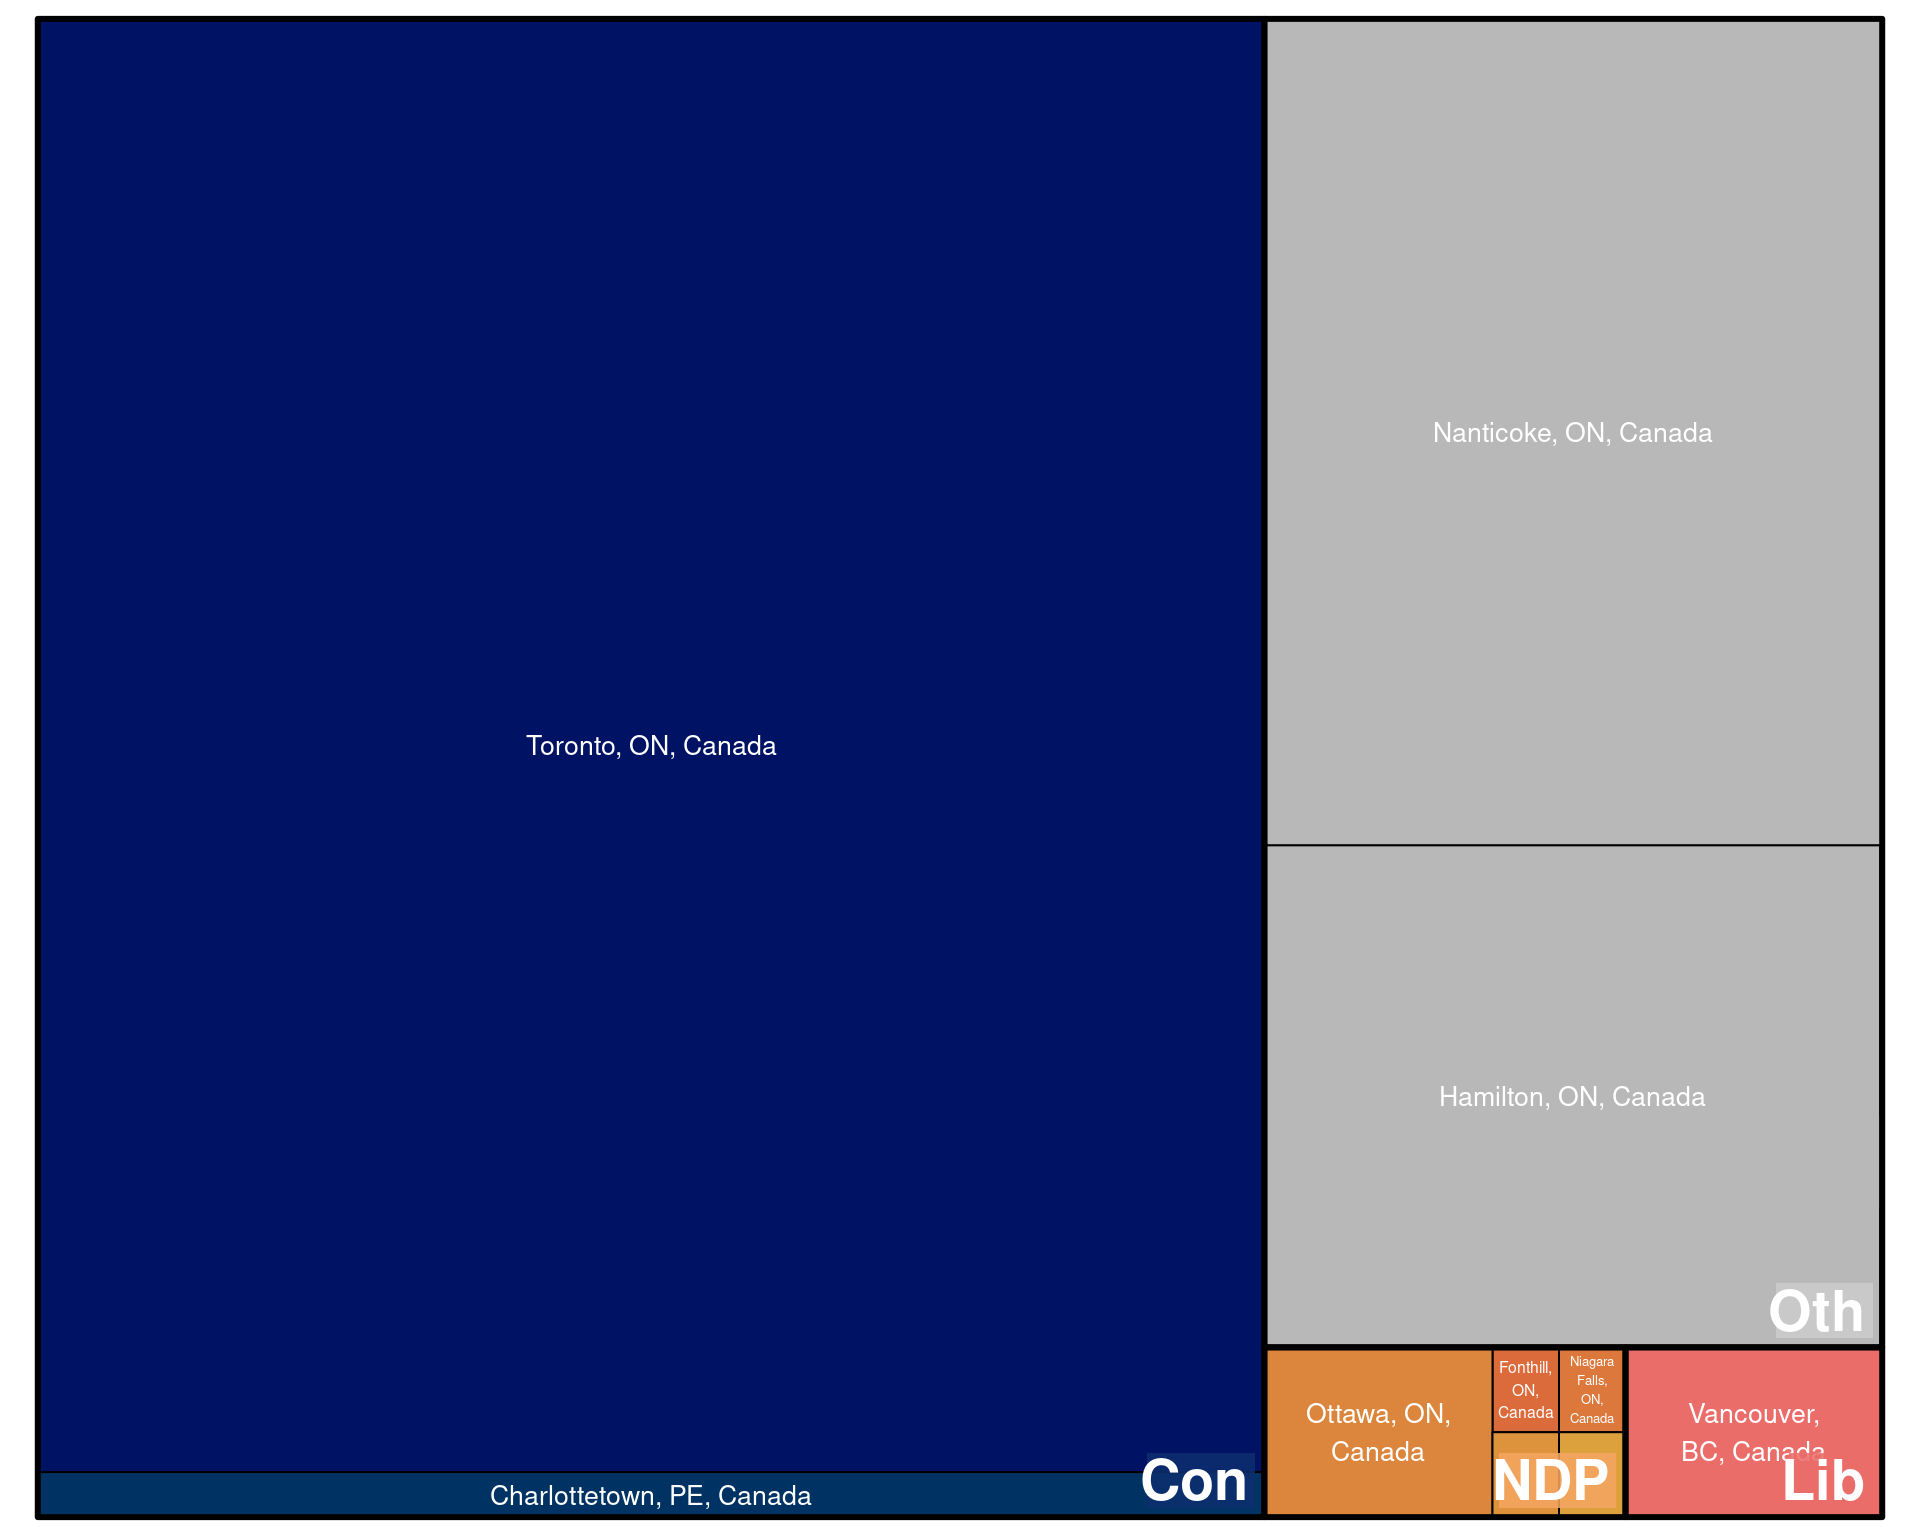 Toronto, ON, Canada
Charlottetown, PE, Canada
Con
Nanticoke, ON, Canada
Hamilton, ON, Canada
Oth
Ottawa, ON,
Canada
Fonthill,
ON,
Canada
Niagara
Falls,
ON,
Canada
NDP
Vancouver,
BC, Canada
Lib